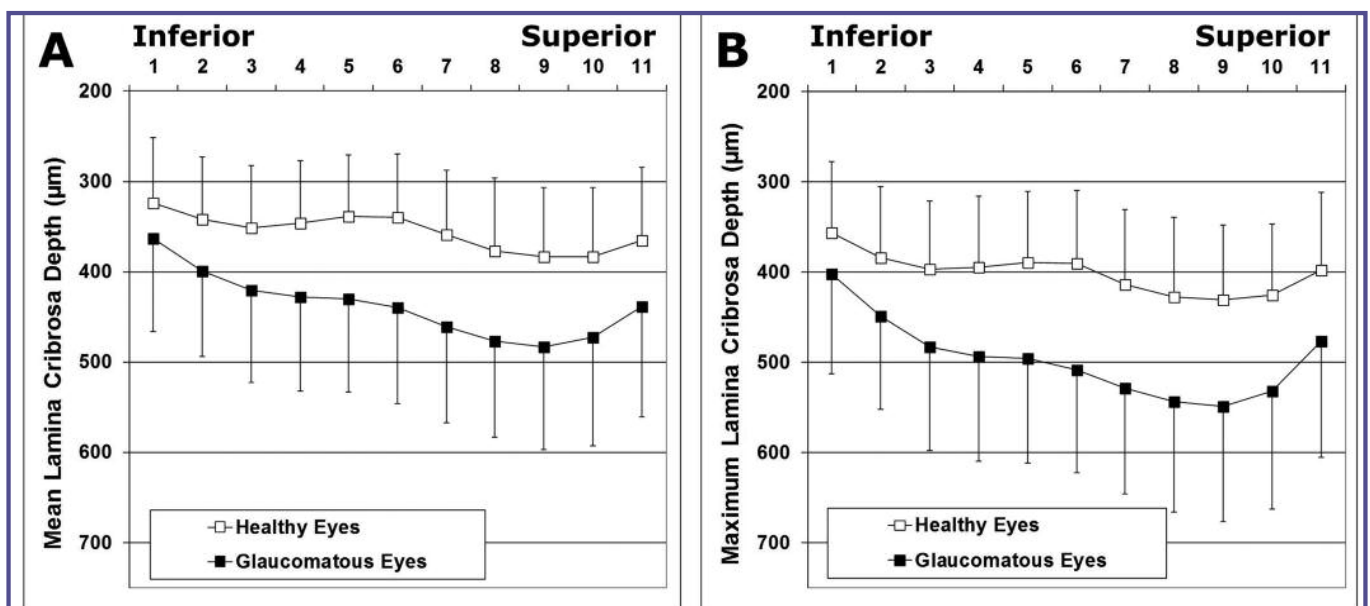 A
Inferior Superior
1 2 3 4 5 6 7 8 9 10 11
200
300
400
500
600
700
Mean Lamina Cribrosa Depth (µm)
Healthy Eyes
Glaucomatous Eyes
B
Inferior Superior
1 2 3 4 5 6 7 8 9 10 11
200
300
400
500
600
700
Maximum Lamina Cribrosa Depth (µm)
Healthy Eyes
Glaucomatous Eyes